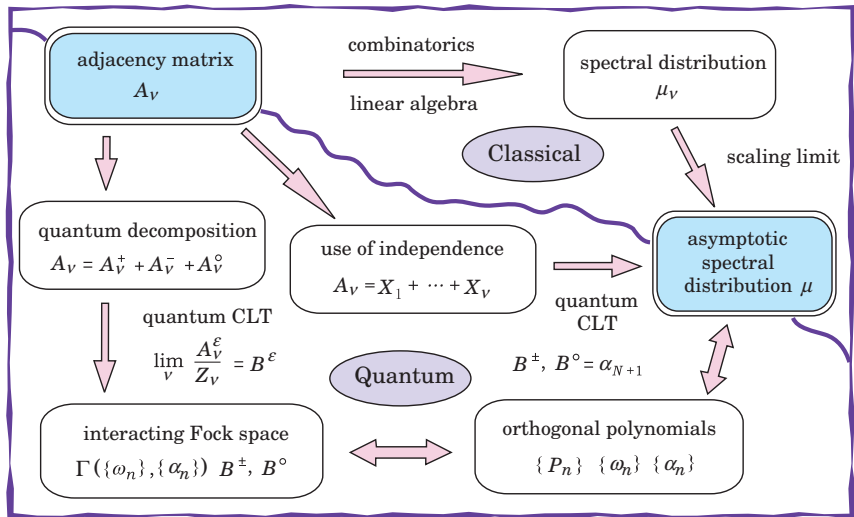 adjacency matrix
A_ν
combinatorics
linear algebra
spectral distribution
μ_ν
Classical
scaling limit
quantum decomposition
A_ν = A_ν^+ + A_ν^- + A_ν^°
use of independence
A_ν = X_1 + ⋯ + X_ν
asymptotic
spectral
distribution μ
quantum
CLT
quantum CLT
lim_ν A_ν^ε / Z_ν = B^ε
Quantum
B^±, B^° = α_{N+1}
interacting Fock space
Γ({ω_n},{α_n}) B^±, B^°
orthogonal polynomials
{P_n} {ω_n} {α_n}